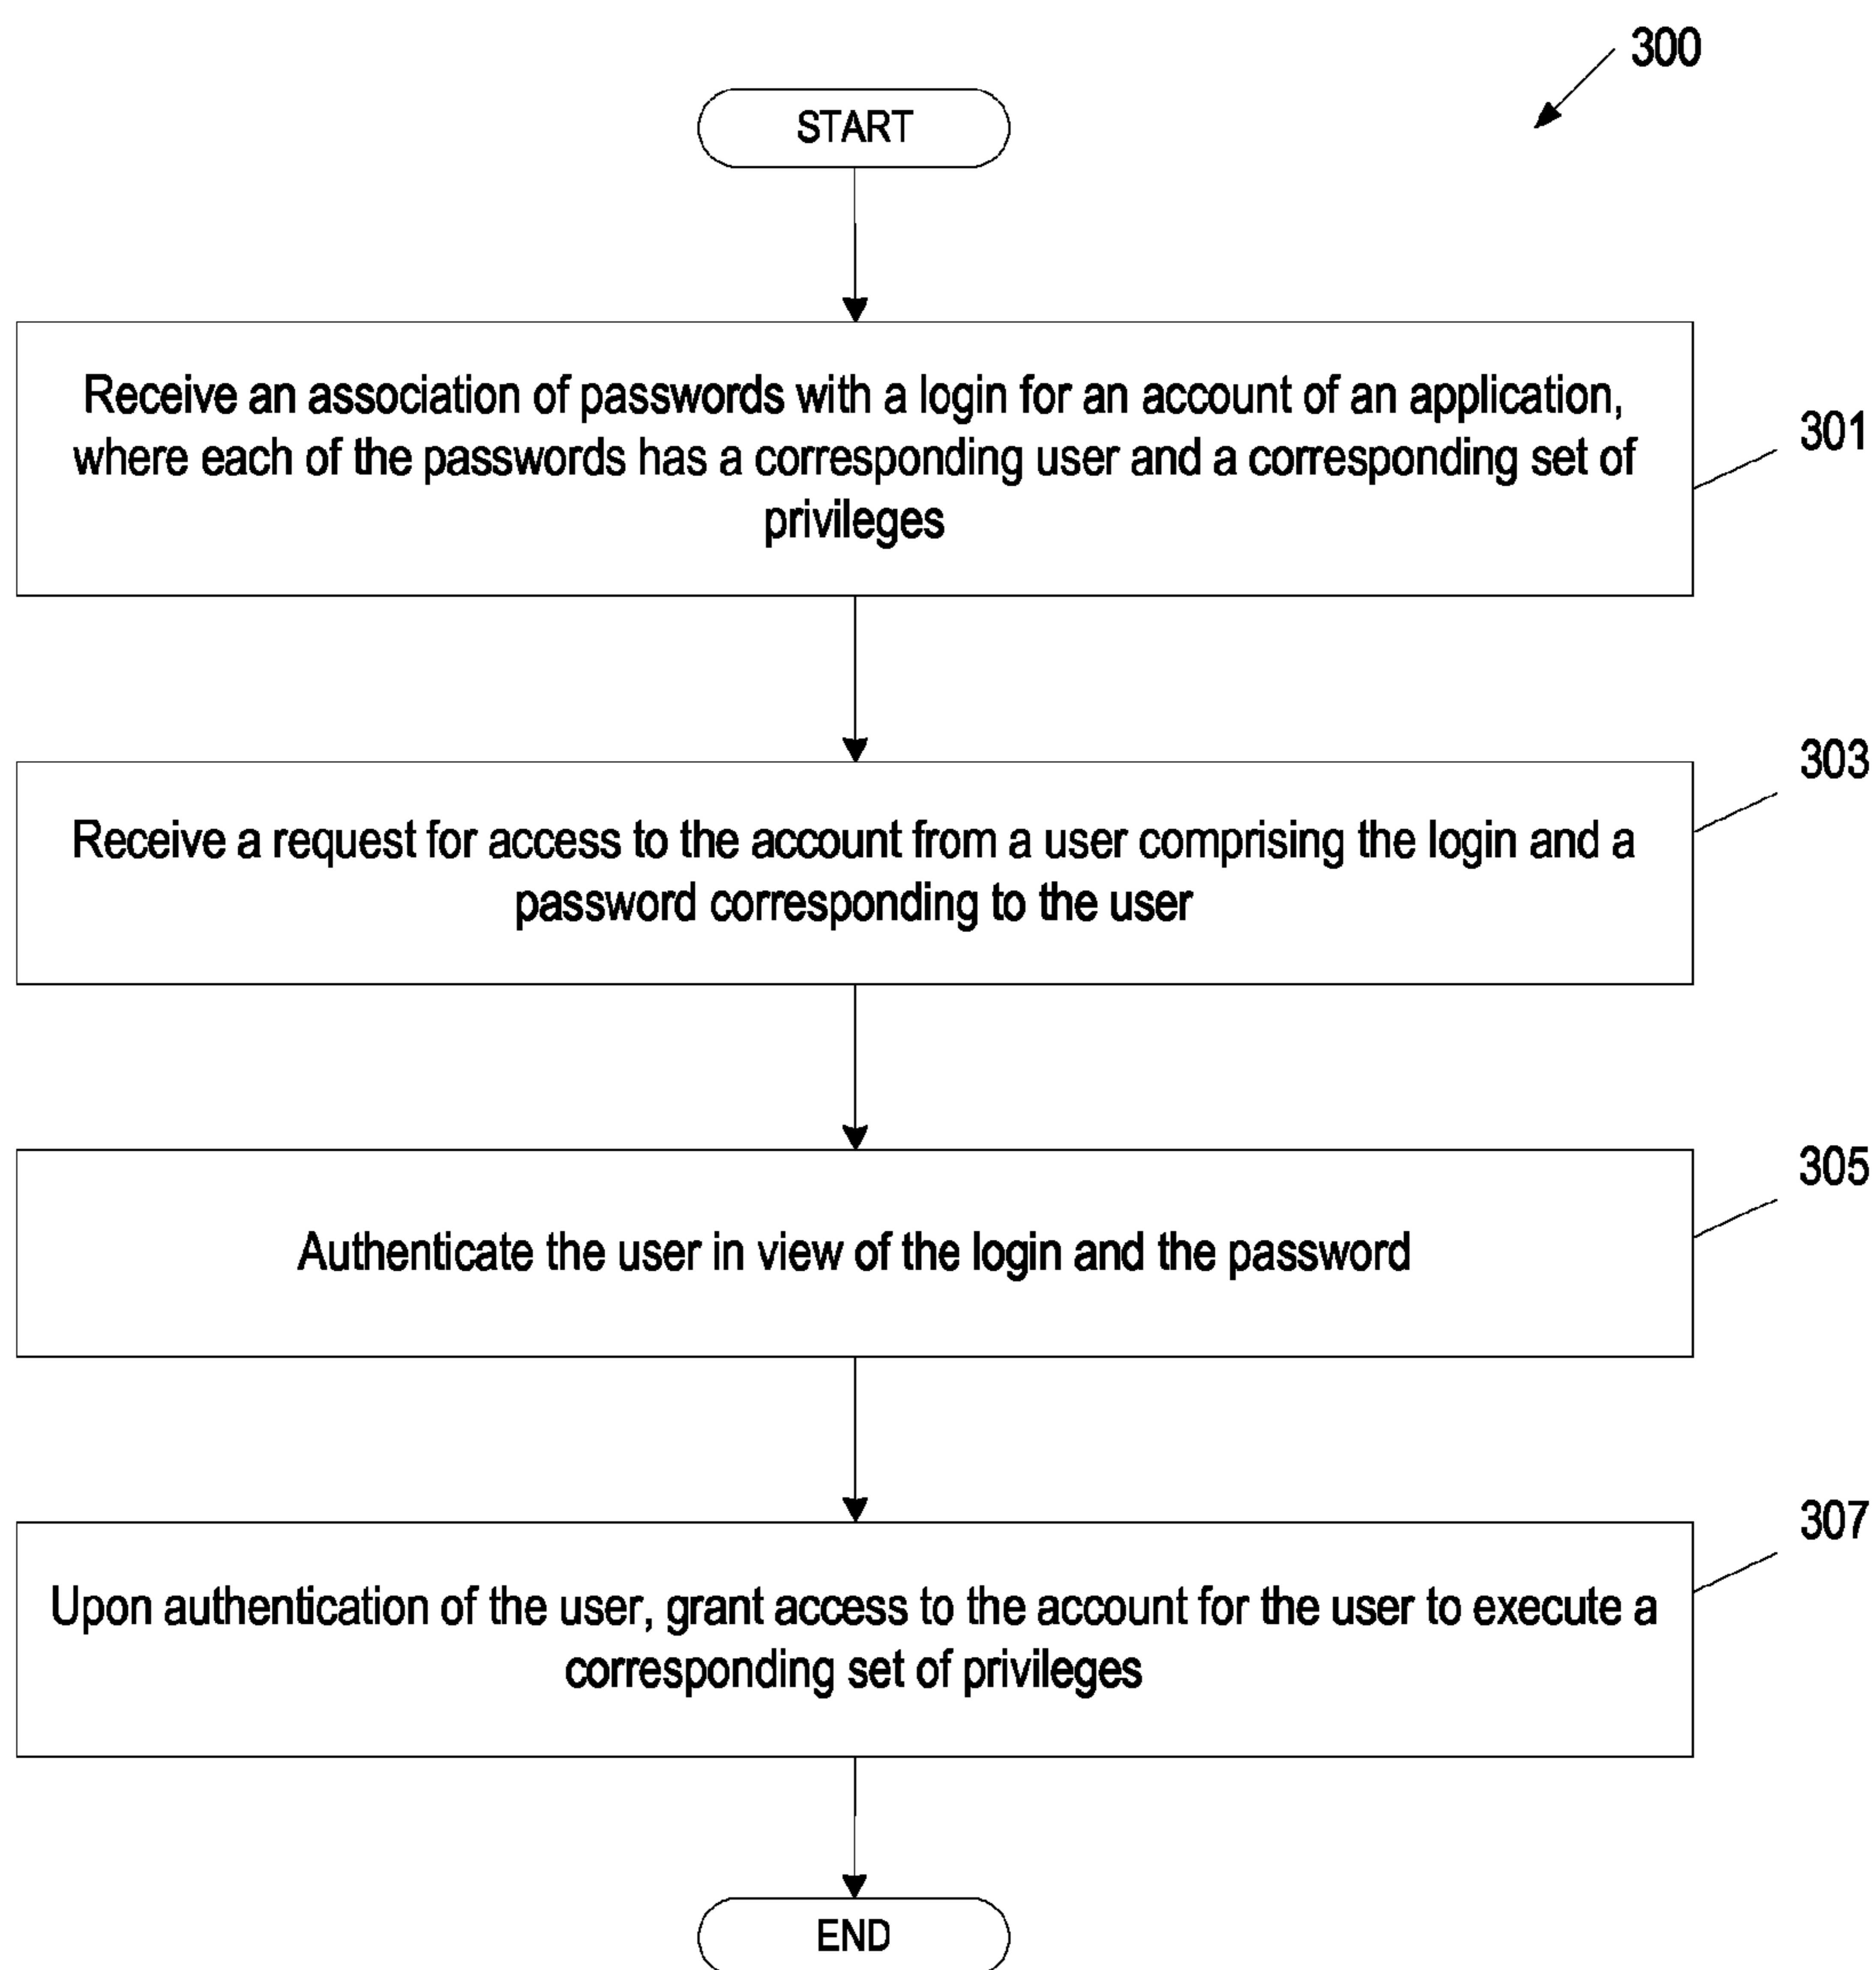 300
START
Receive an association of passwords with a login for an account of an application,
where each of the passwords has a corresponding user and a corresponding set of
privileges
301
303
Receive a request for access to the account from a user comprising the login and a
password corresponding to the user
305
Authenticate the user in view of the login and the password
307
Upon authentication of the user, grant access to the account for the user to execute a
corresponding set of privileges
END